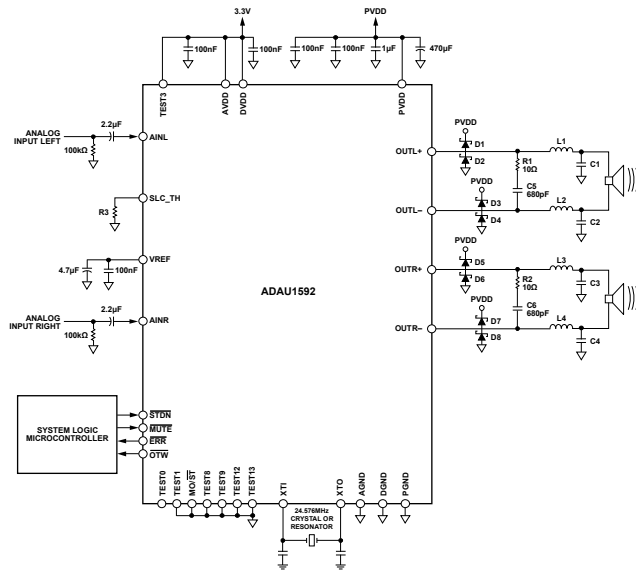 3.3V
PVDD
100nF
100nF
100nF
100nF
1µF
470µF
TEST3
AVDD
DVDD
PVDD
2.2µF
ANALOG
INPUT LEFT
100kΩ
AINL
SLC_TH
R3
VREF
4.7µF
100nF
2.2µF
ANALOG
INPUT RIGHT
100kΩ
AINR
ADAU1592
OUTL+
OUTL–
OUTR+
OUTR–
PVDD
D1
D2
R1
10Ω
L1
C1
PVDD
D3
D4
C5
680pF
L2
C2
PVDD
D5
D6
R2
10Ω
L3
C3
PVDD
D7
D8
C6
680pF
L4
C4
SYSTEM LOGIC
MICROCONTROLLER
STDN
MUTE
ERR
OTW
TEST0
TEST1
MO/ST
TEST8
TEST9
TEST12
TEST13
XTI
XTO
AGND
DGND
PGND
24.576MHz
CRYSTAL OR
RESONATOR